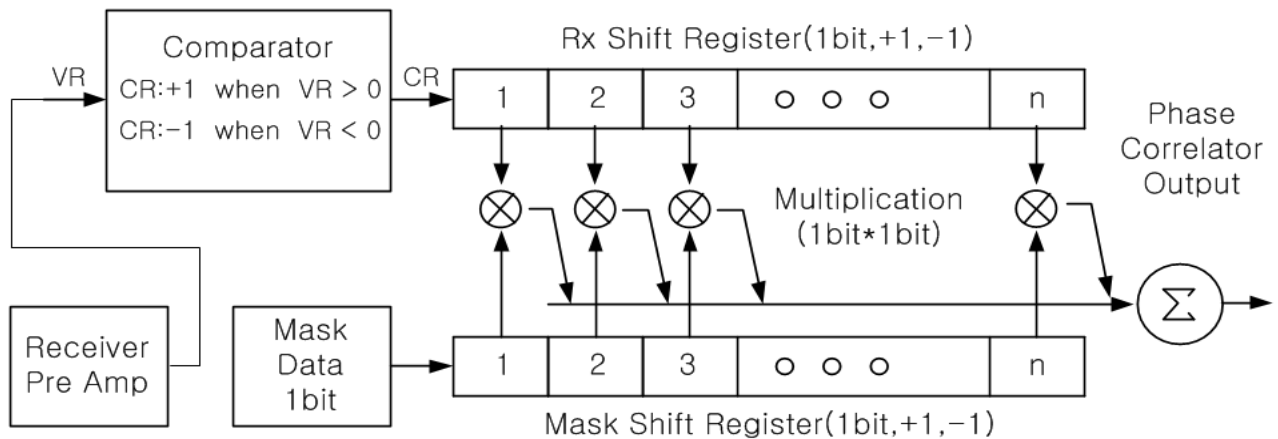 Comparator
CR:+1 when VR > 0
CR:-1 when VR < 0
VR
CR
Rx Shift Register(1bit,+1,-1)
1 2 3 n
Phase
Correlator
Output
Multiplication
(1bit*1bit)
Σ
Receiver
Pre Amp
Mask
Data
1bit
1 2 3 n
Mask Shift Register(1bit,+1,-1)